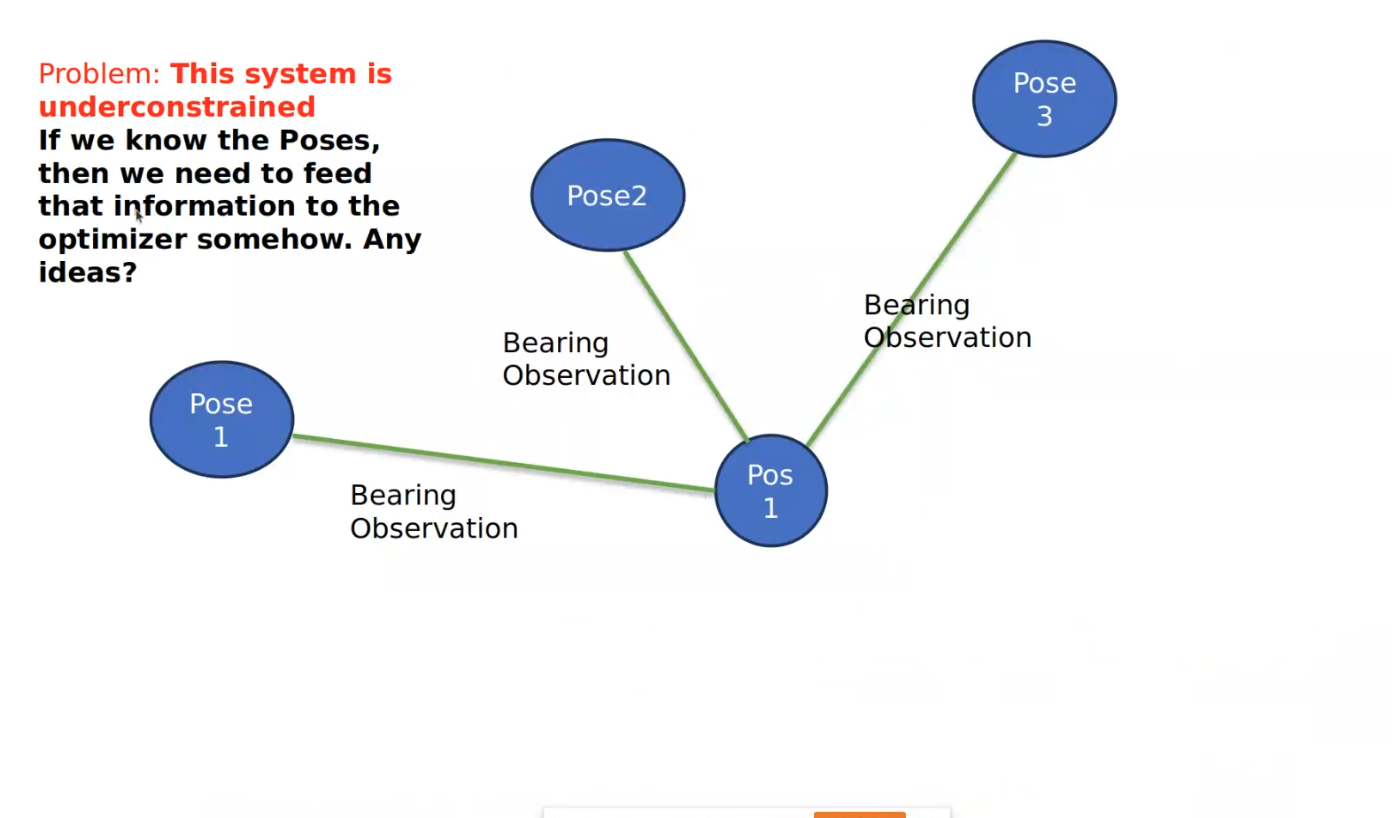 Problem: This system is
underconstrained
If we know the Poses,
then we need to feed
that information to the
optimizer somehow. Any
ideas?
Pose
3
Pose2
Bearing
Observation
Bearing
Observation
Pose
1
Pos
1
Bearing
Observation